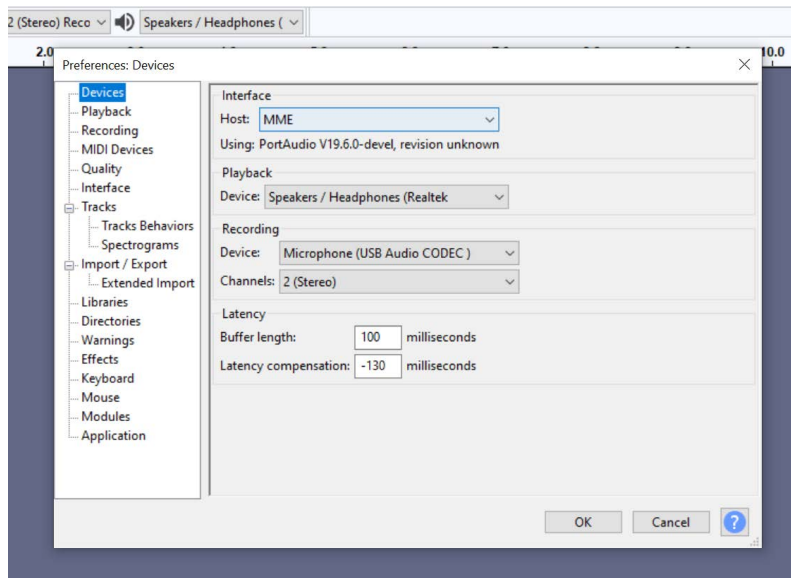 2 (Stereo) Reco
Speakers / Headphones (
2.0
10.0
Preferences: Devices
Devices
Playback
Recording
MIDI Devices
Quality
Interface
Tracks
Tracks Behaviors
Spectrograms
Import / Export
Extended Import
Libraries
Directories
Warnings
Effects
Keyboard
Mouse
Modules
Application
Interface
Host: MME
Using: PortAudio V19.6.0-devel, revision unknown
Playback
Device: Speakers / Headphones (Realtek
Recording
Device: Microphone (USB Audio CODEC )
Channels: 2 (Stereo)
Latency
Buffer length: 100 milliseconds
Latency compensation: -130 milliseconds
OK
Cancel
?